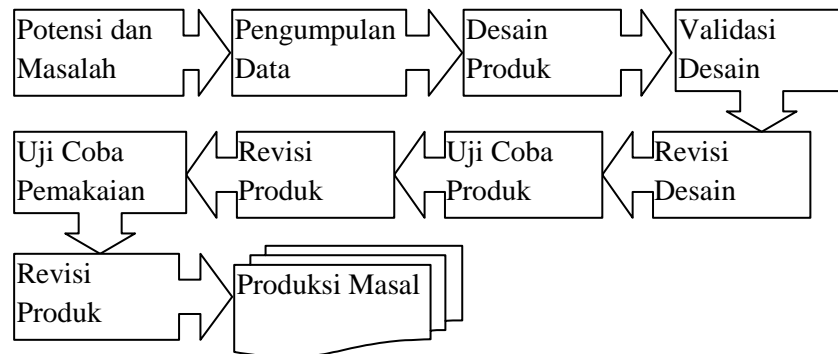 Potensi dan
Masalah
Pengumpulan
Data
Desain
Produk
Validasi
Desain
Revisi
Desain
Uji Coba
Produk
Revisi
Produk
Uji Coba
Pemakaian
Revisi
Produk
Produksi Masal